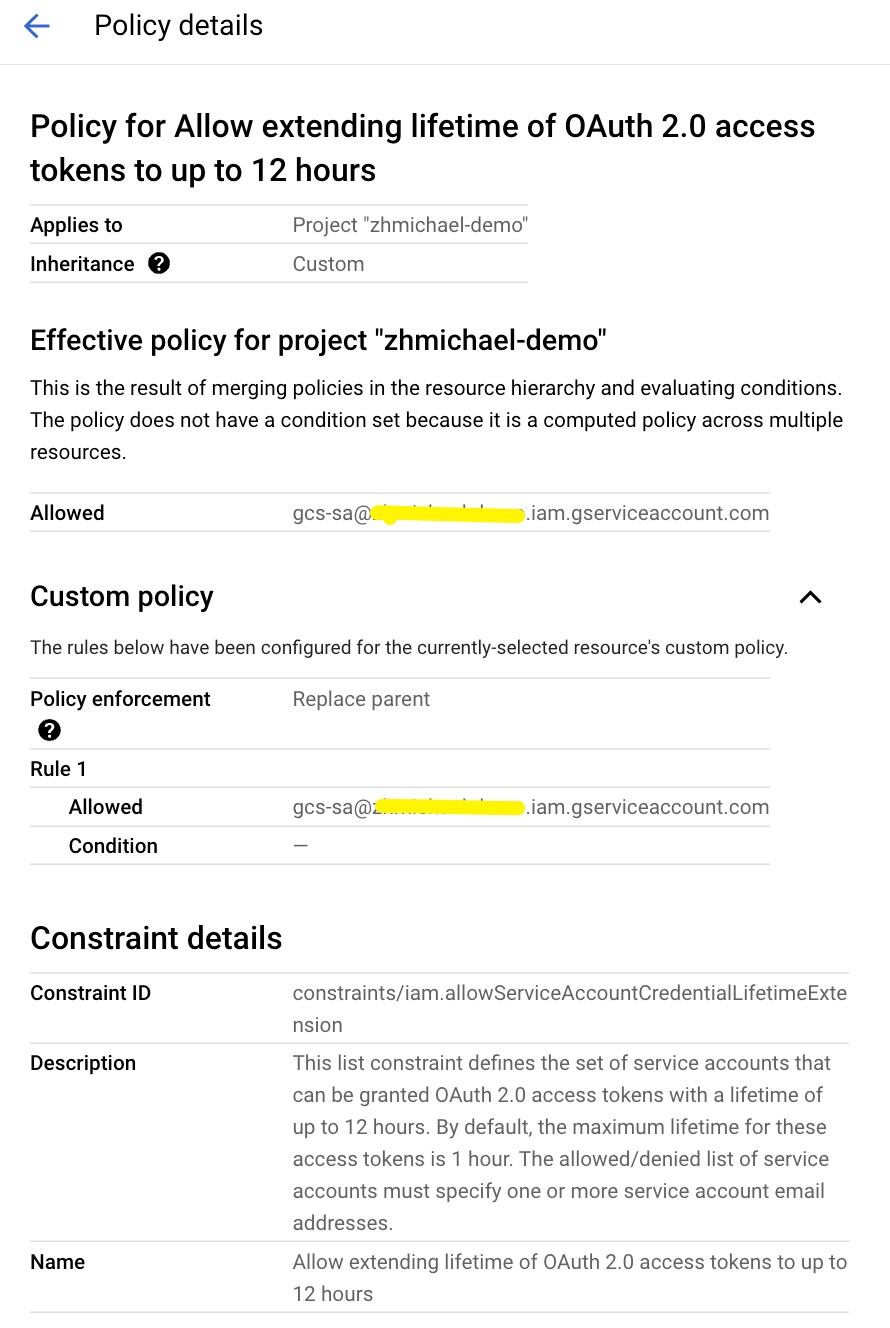 Policy details
Policy for Allow extending lifetime of OAuth 2.0 access
tokens to up to 12 hours
Applies to Project "zhmichael-demo"
Inheritance Custom
Effective policy for project "zhmichael-demo"
This is the result of merging policies in the resource hierarchy and evaluating conditions.
The policy does not have a condition set because it is a computed policy across multiple
resources.
Allowed gcs-sa@ .iam.gserviceaccount.com
Custom policy
The rules below have been configured for the currently-selected resource's custom policy.
Policy enforcement Replace parent
Rule 1
Allowed gcs-sa@ .iam.gserviceaccount.com
Condition —
Constraint details
Constraint ID constraints/iam.allowServiceAccountCredentialLifetimeExte
nsion
Description This list constraint defines the set of service accounts that
can be granted OAuth 2.0 access tokens with a lifetime of
up to 12 hours. By default, the maximum lifetime for these
access tokens is 1 hour. The allowed/denied list of service
accounts must specify one or more service account email
addresses.
Name Allow extending lifetime of OAuth 2.0 access tokens to up to
12 hours